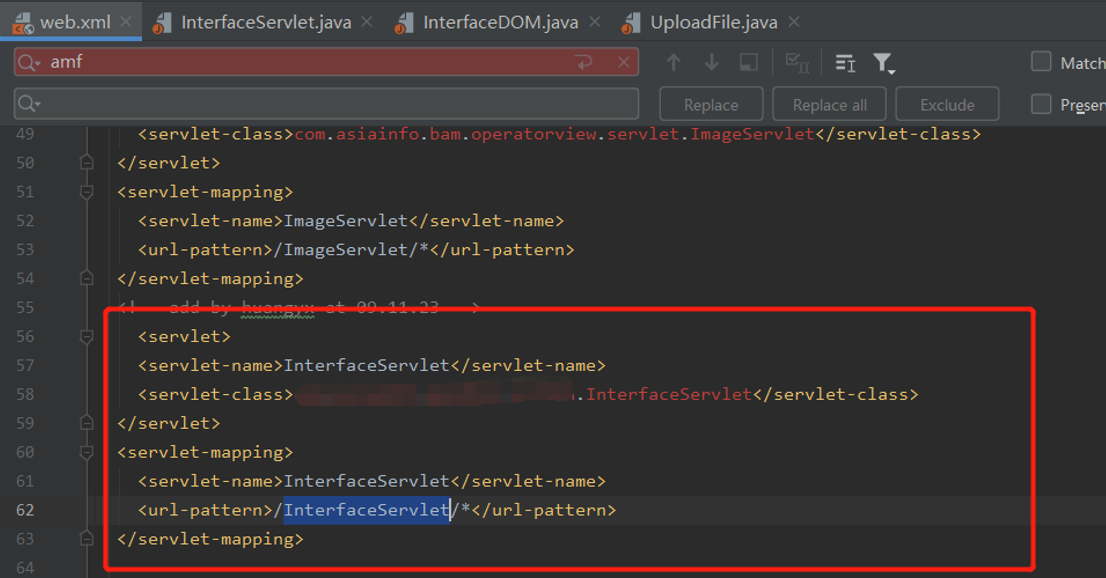 web.xml InterfaceServlet.java InterfaceDOM.java UploadFile.java
amf Match
Replace Replace all Exclude Preser
49 <servlet-class>com.asiainfo.bam.operatorview.servlet.ImageServlet</servlet-class>
50 </servlet>
51 <servlet-mapping>
52 <servlet-name>ImageServlet</servlet-name>
53 <url-pattern>/ImageServlet/*</url-pattern>
54 </servlet-mapping>
55 add by huangyx at 09.11.23
56 <servlet>
57 <servlet-name>InterfaceServlet</servlet-name>
58 <servlet-class> .InterfaceServlet</servlet-class>
59 </servlet>
60 <servlet-mapping>
61 <servlet-name>InterfaceServlet</servlet-name>
62 <url-pattern>/InterfaceServlet/*</url-pattern>
63 </servlet-mapping>
64